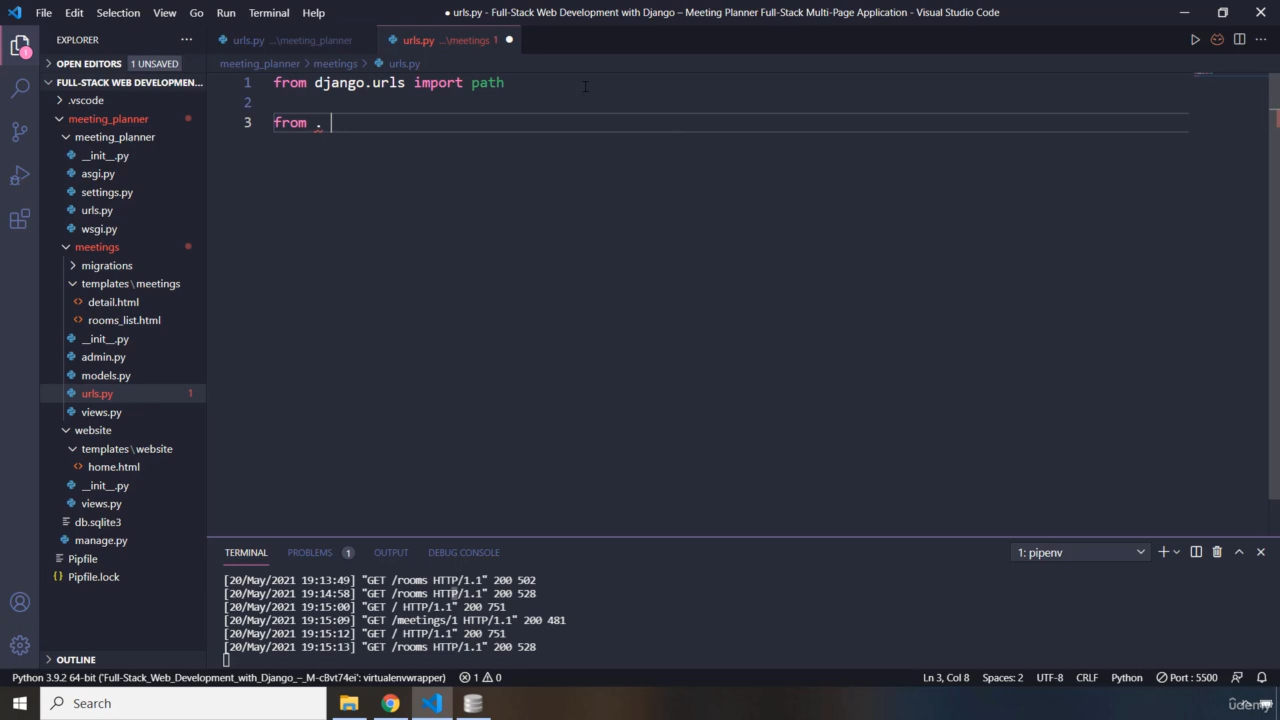 File Edit Selection View Go Run Terminal Help
● urls.py - Full-Stack Web Development with Django – Meeting Planner Full-Stack Multi-Page Application - Visual Studio Code
EXPLORER
OPEN EDITORS 1 UNSAVED
FULL-STACK WEB DEVELOPMEN...
.vscode
meeting_planner
meeting_planner
__init__.py
asgi.py
settings.py
urls.py
wsgi.py
meetings
migrations
templates \ meetings
detail.html
rooms_list.html
__init__.py
admin.py
models.py
urls.py 1
views.py
website
templates \ website
home.html
__init__.py
views.py
db.sqlite3
manage.py
Pipfile
Pipfile.lock
OUTLINE
urls.py ...\meeting_planner
urls.py ...\meetings 1
meeting_planner > meetings > urls.py
1 from django.urls import path
2
3 from .
TERMINAL PROBLEMS 1 OUTPUT DEBUG CONSOLE
1: pipenv
[20/May/2021 19:13:49] "GET /rooms HTTP/1.1" 200 502
[20/May/2021 19:14:58] "GET /rooms HTTP/1.1" 200 528
[20/May/2021 19:15:00] "GET / HTTP/1.1" 200 751
[20/May/2021 19:15:09] "GET /meetings/1 HTTP/1.1" 200 481
[20/May/2021 19:15:12] "GET / HTTP/1.1" 200 751
[20/May/2021 19:15:13] "GET /rooms HTTP/1.1" 200 528
Python 3.9.2 64-bit ('Full-Stack_Web_Development_with_Django_–_M-c8vt74ei': virtualenvwrapper) 1 0
Ln 3, Col 8 Spaces: 2 UTF-8 CRLF Python Port : 5500
Search
udemy